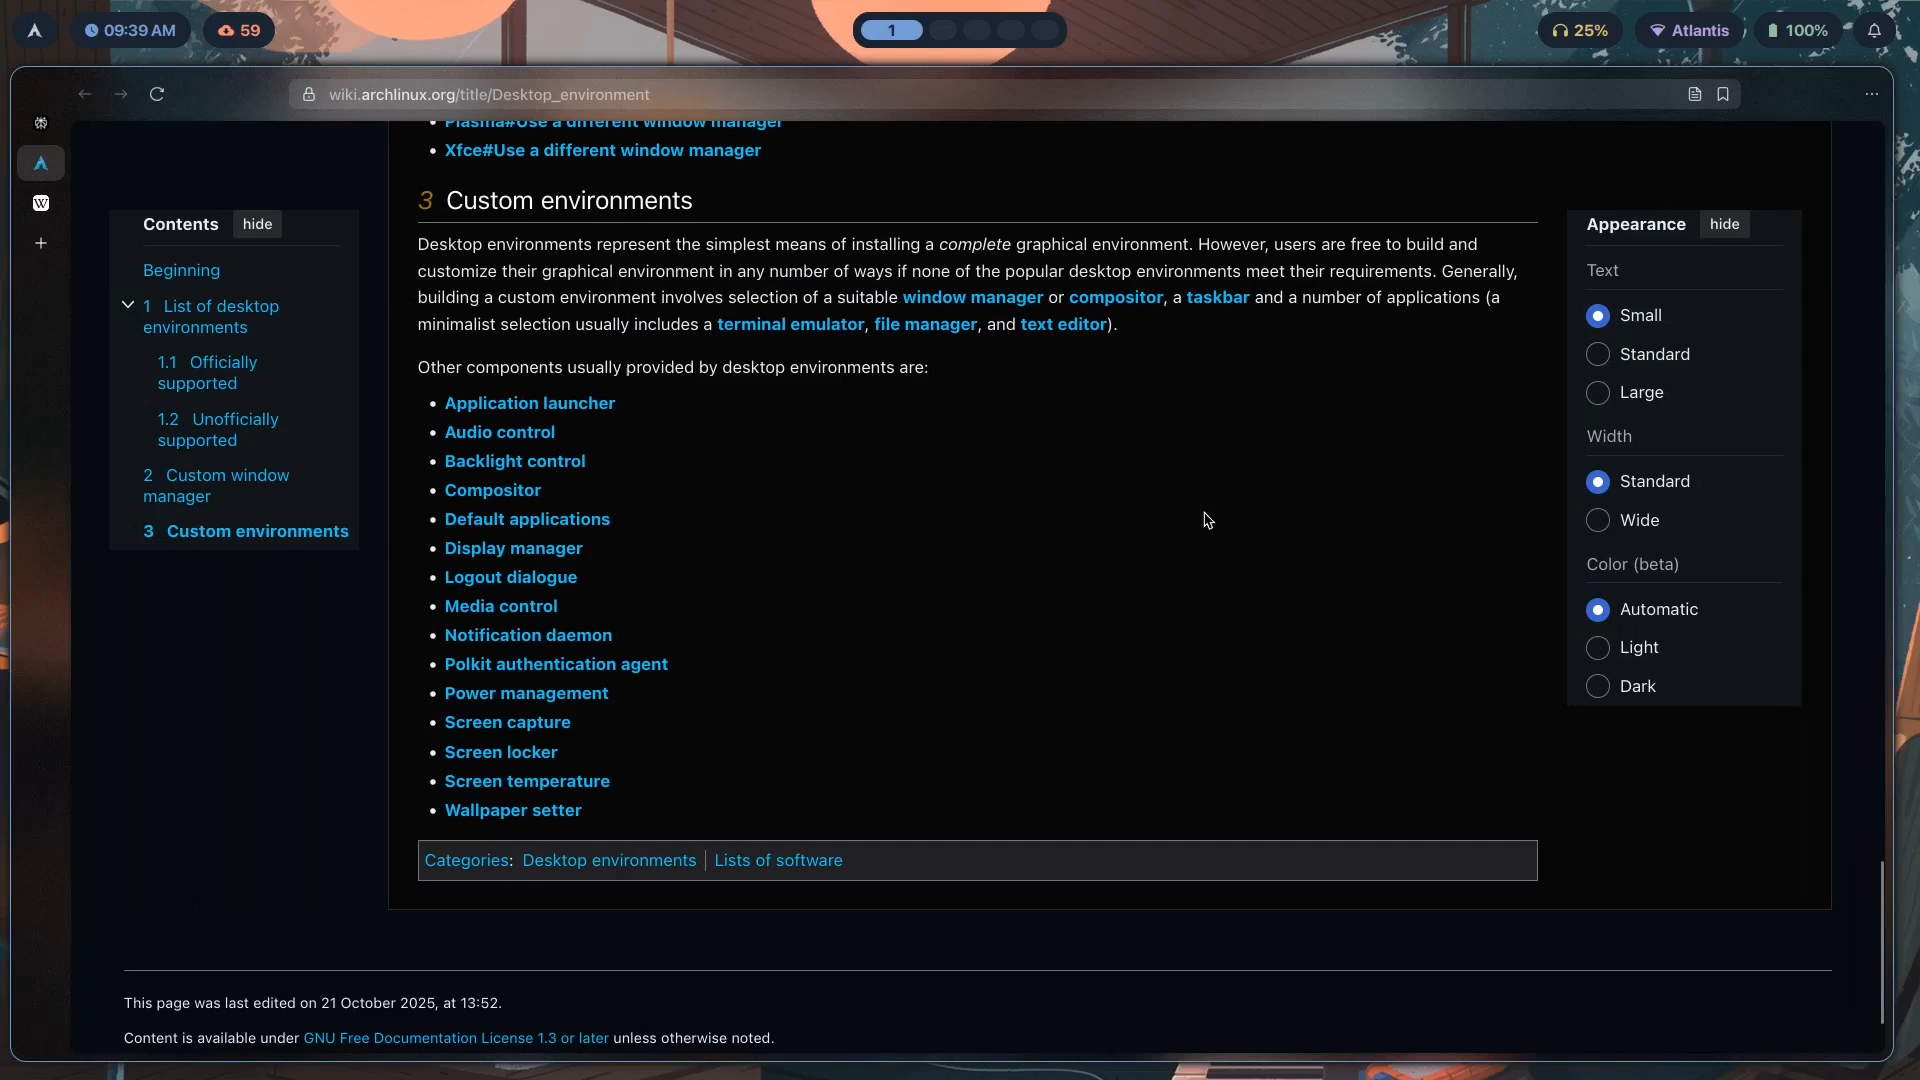 09:39 AM
59
1
25%
Atlantis
100%
wiki.archlinux.org/title/Desktop_environment
W
Plasma#Use a different window manager
Xfce#Use a different window manager
Contents hide
Beginning
1 List of desktop
environments
1.1 Officially
supported
1.2 Unofficially
supported
2 Custom window
manager
3 Custom environments
3 Custom environments
Desktop environments represent the simplest means of installing a complete graphical environment. However, users are free to build and
customize their graphical environment in any number of ways if none of the popular desktop environments meet their requirements. Generally,
building a custom environment involves selection of a suitable window manager or compositor, a taskbar and a number of applications (a
minimalist selection usually includes a terminal emulator, file manager, and text editor).
Other components usually provided by desktop environments are:
Application launcher
Audio control
Backlight control
Compositor
Default applications
Display manager
Logout dialogue
Media control
Notification daemon
Polkit authentication agent
Power management
Screen capture
Screen locker
Screen temperature
Wallpaper setter
Categories: Desktop environments | Lists of software
Appearance hide
Text
Small
Standard
Large
Width
Standard
Wide
Color (beta)
Automatic
Light
Dark
This page was last edited on 21 October 2025, at 13:52.
Content is available under GNU Free Documentation License 1.3 or later unless otherwise noted.